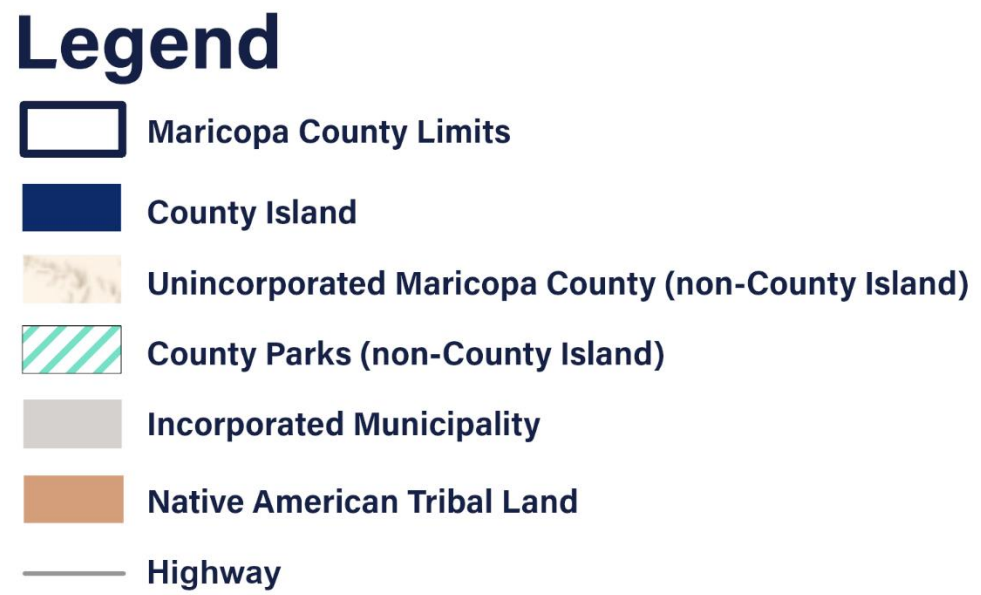 Legend
Maricopa County Limits
County Island
Unincorporated Maricopa County (non-County Island)
County Parks (non-County Island)
Incorporated Municipality
Native American Tribal Land
Highway